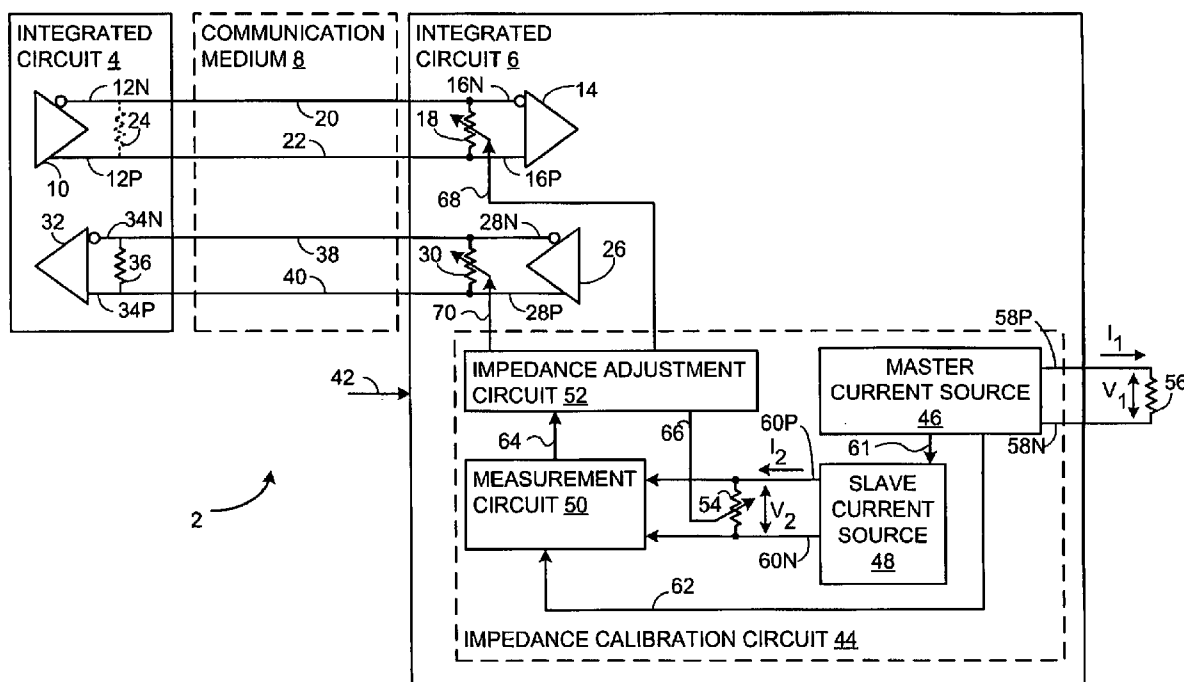 INTEGRATED
CIRCUIT 4
COMMUNICATION
MEDIUM 8
INTEGRATED
CIRCUIT 6
12N
16N
14
24
20
18
22
10
12P
16P
68
32
34N
28N
38
36
30
26
40
34P
70
28P
58P
I1
IMPEDANCE ADJUSTMENT
CIRCUIT 52
MASTER
CURRENT SOURCE
46
V1
56
42
64
66
60P
61
58N
I2
MEASUREMENT
CIRCUIT 50
54
V2
SLAVE
CURRENT
SOURCE
48
2
60N
62
IMPEDANCE CALIBRATION CIRCUIT 44